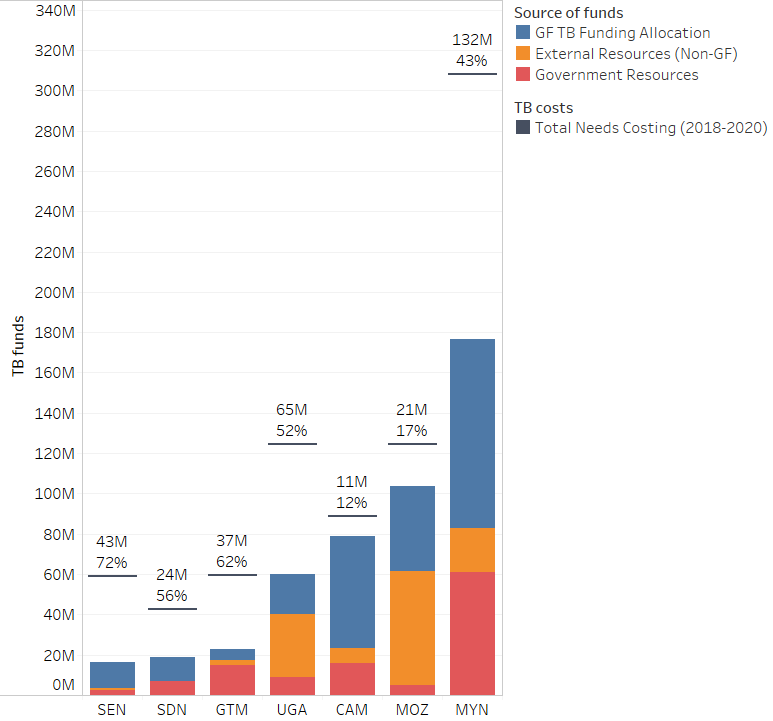 340M
320M
300M
280M
260M
240M
220M
200M
180M
160M
140M
120M
100M
80M
60M
40M
20M
0M
TB funds
43M
72%
24M
56%
37M
62%
65M
52%
11M
12%
21M
17%
132M
43%
SEN
SDN
GTM
UGA
CAM
MOZ
MYN
Source of funds
GF TB Funding Allocation
External Resources (Non-GF)
Government Resources
TB costs
Total Needs Costing (2018-2020)